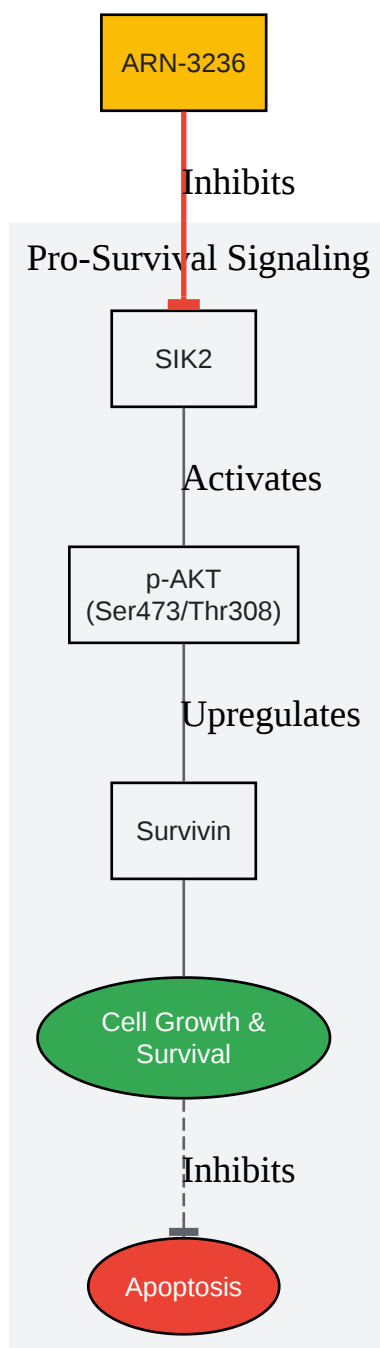 ARN-3236
Inhibits
Pro-Survival Signaling
SIK2
Activates
p-AKT
(Ser473/Thr308)
Upregulates
Survivin
Cell Growth &
Survival
Inhibits
Apoptosis